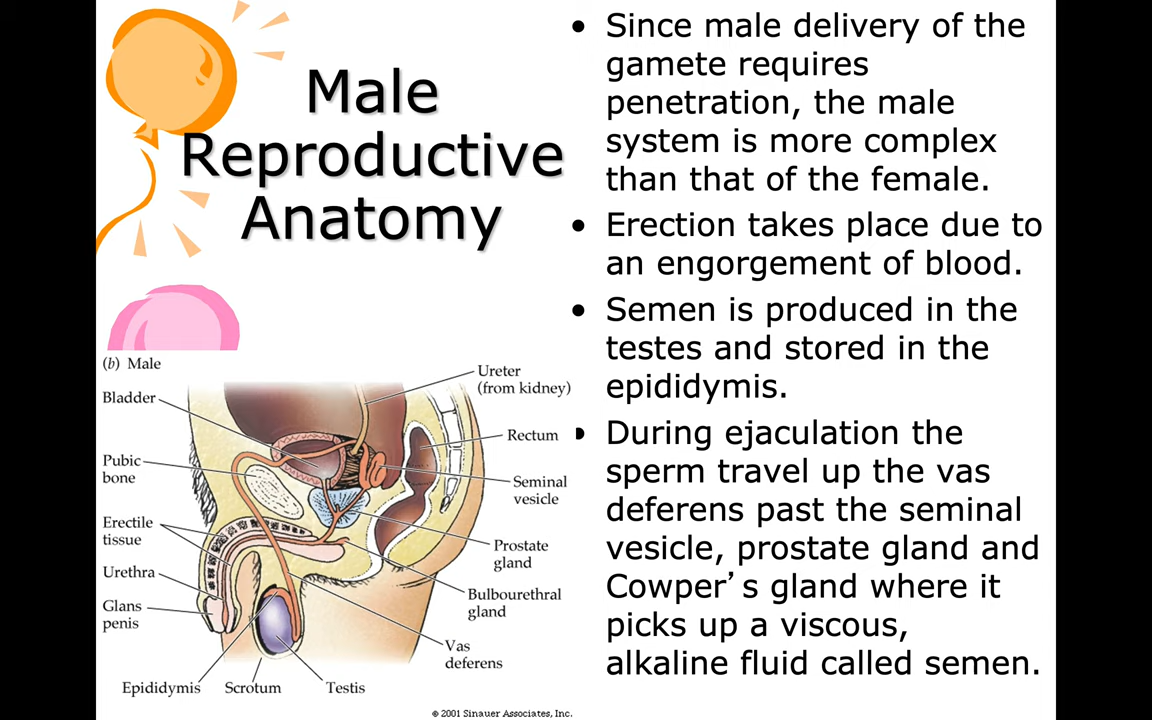 Male
Reproductive
Anatomy
• Since male delivery of the
gamete requires
penetration, the male
system is more complex
than that of the female.
• Erection takes place due to
an engorgement of blood.
• Semen is produced in the
testes and stored in the
epididymis.
• During ejaculation the
sperm travel up the vas
deferens past the seminal
vesicle, prostate gland and
Cowper’s gland where it
picks up a viscous,
alkaline fluid called semen.
(b) Male
Bladder
Pubic
bone
Erectile
tissue
Urethra
Glans
penis
Epididymis
Scrotum
Testis
Ureter
(from kidney)
Rectum
Seminal
vesicle
Prostate
gland
Bulbourethral
gland
Vas
deferens
© 2001 Sinauer Associates, Inc.